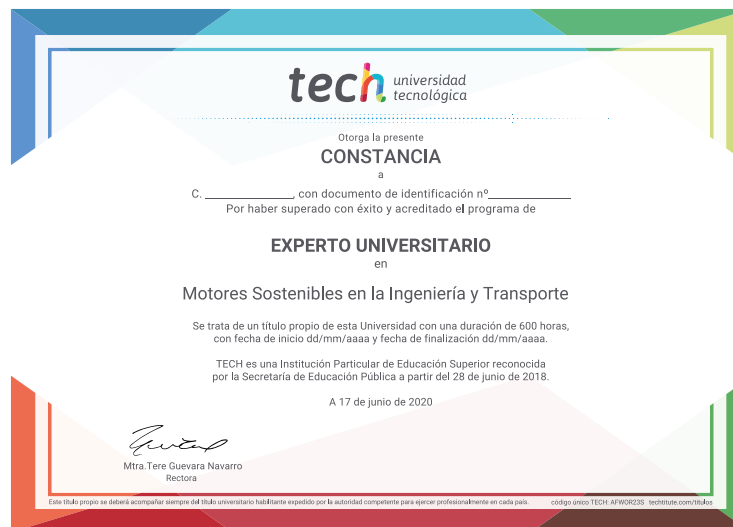 tech universidad
tecnológica
Otorga la presente
CONSTANCIA
a
C. ______________, con documento de identificación nº______________
Por haber superado con éxito y acreditado el programa de
EXPERTO UNIVERSITARIO
en
Motores Sostenibles en la Ingeniería y Transporte
Se trata de un título propio de esta Universidad con una duración de 600 horas,
con fecha de inicio dd/mm/aaaa y fecha de finalización dd/mm/aaaa.
TECH es una Institución Particular de Educación Superior reconocida
por la Secretaría de Educación Pública a partir del 28 de junio de 2018.
A 17 de junio de 2020
Mtra.Tere Guevara Navarro
Rectora
Este título propio se deberá acompañar siempre del título universitario habilitante expedido por la autoridad competente para ejercer profesionalmente en cada país. código único TECH: AFWOR23S techtitute.com/titulos